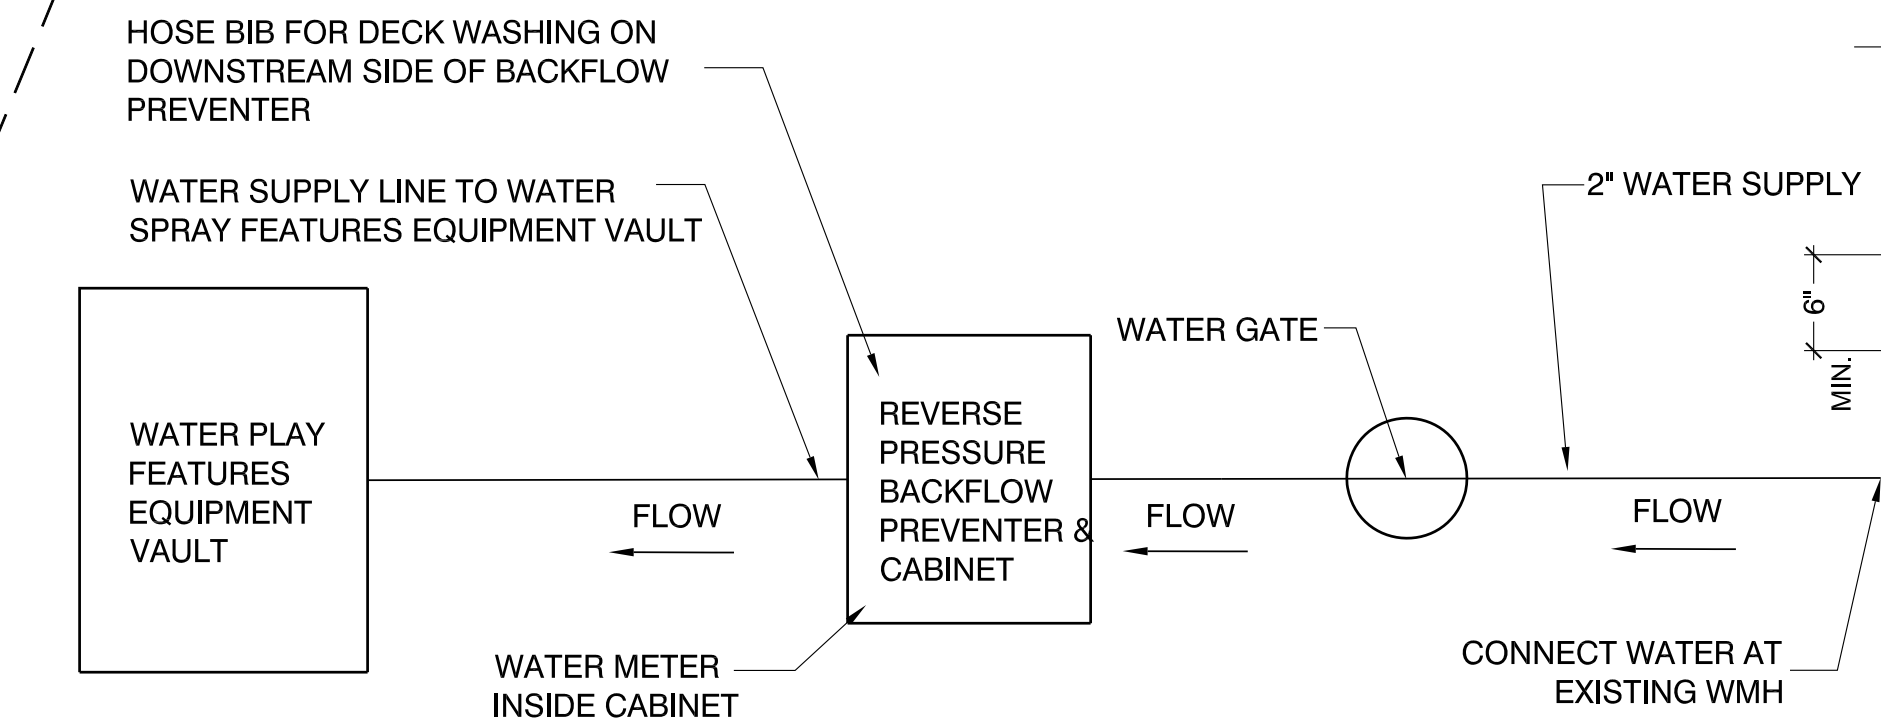 HOSE BIB FOR DECK WASHING ON
DOWNSTREAM SIDE OF BACKFLOW
PREVENTER
WATER SUPPLY LINE TO WATER
SPRAY FEATURES EQUIPMENT VAULT
2" WATER SUPPLY
6"
MIN.
WATER GATE
WATER PLAY
FEATURES
EQUIPMENT
VAULT
REVERSE
PRESSURE
BACKFLOW
PREVENTER &
CABINET
FLOW
FLOW
FLOW
WATER METER
INSIDE CABINET
CONNECT WATER AT
EXISTING WMH